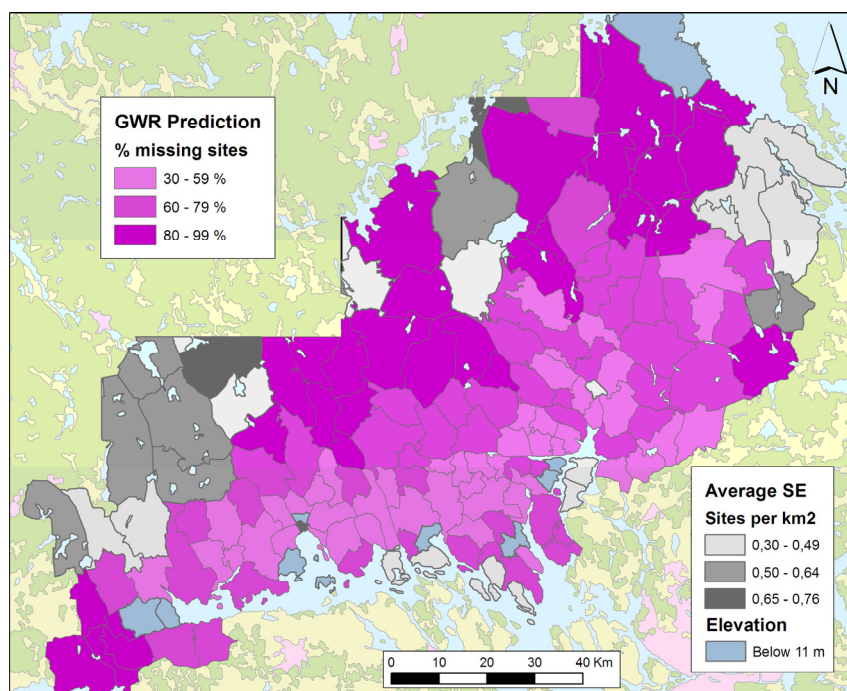 N
GWR Prediction
% missing sites
30 - 59 %
60 - 79 %
80 - 99 %
Average SE
Sites per km2
0,30 - 0,49
0,50 - 0,64
0,65 - 0,76
Elevation
Below 11 m
0 10 20 30 40 Km